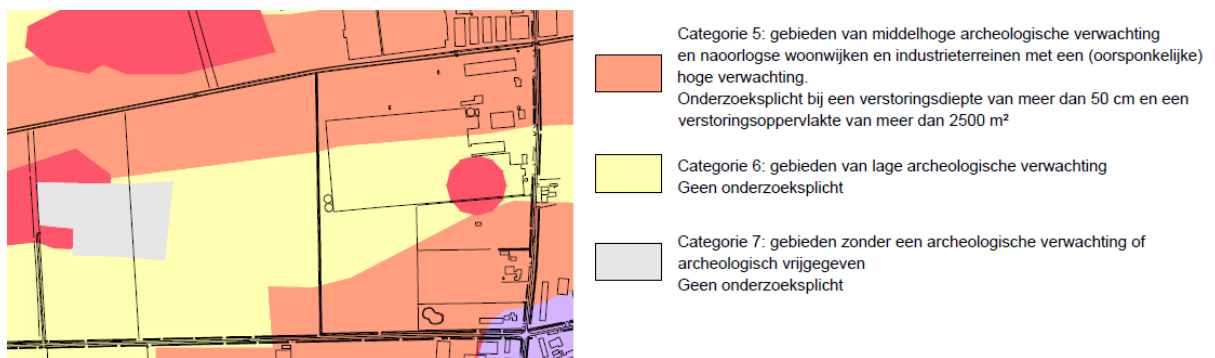 Categorie 5: gebieden van middelhoge archeologische verwachting
en naoorlogse woonwijken en industrieterreinen met een (oorsponkelijke)
hoge verwachting.
Onderzoeksplicht bij een verstoringsdiepte van meer dan 50 cm en een
verstoringsoppervlakte van meer dan 2500 m²
Categorie 6: gebieden van lage archeologische verwachting
Geen onderzoeksplicht
Categorie 7: gebieden zonder een archeologische verwachting of
archeologisch vrijgegeven
Geen onderzoeksplicht